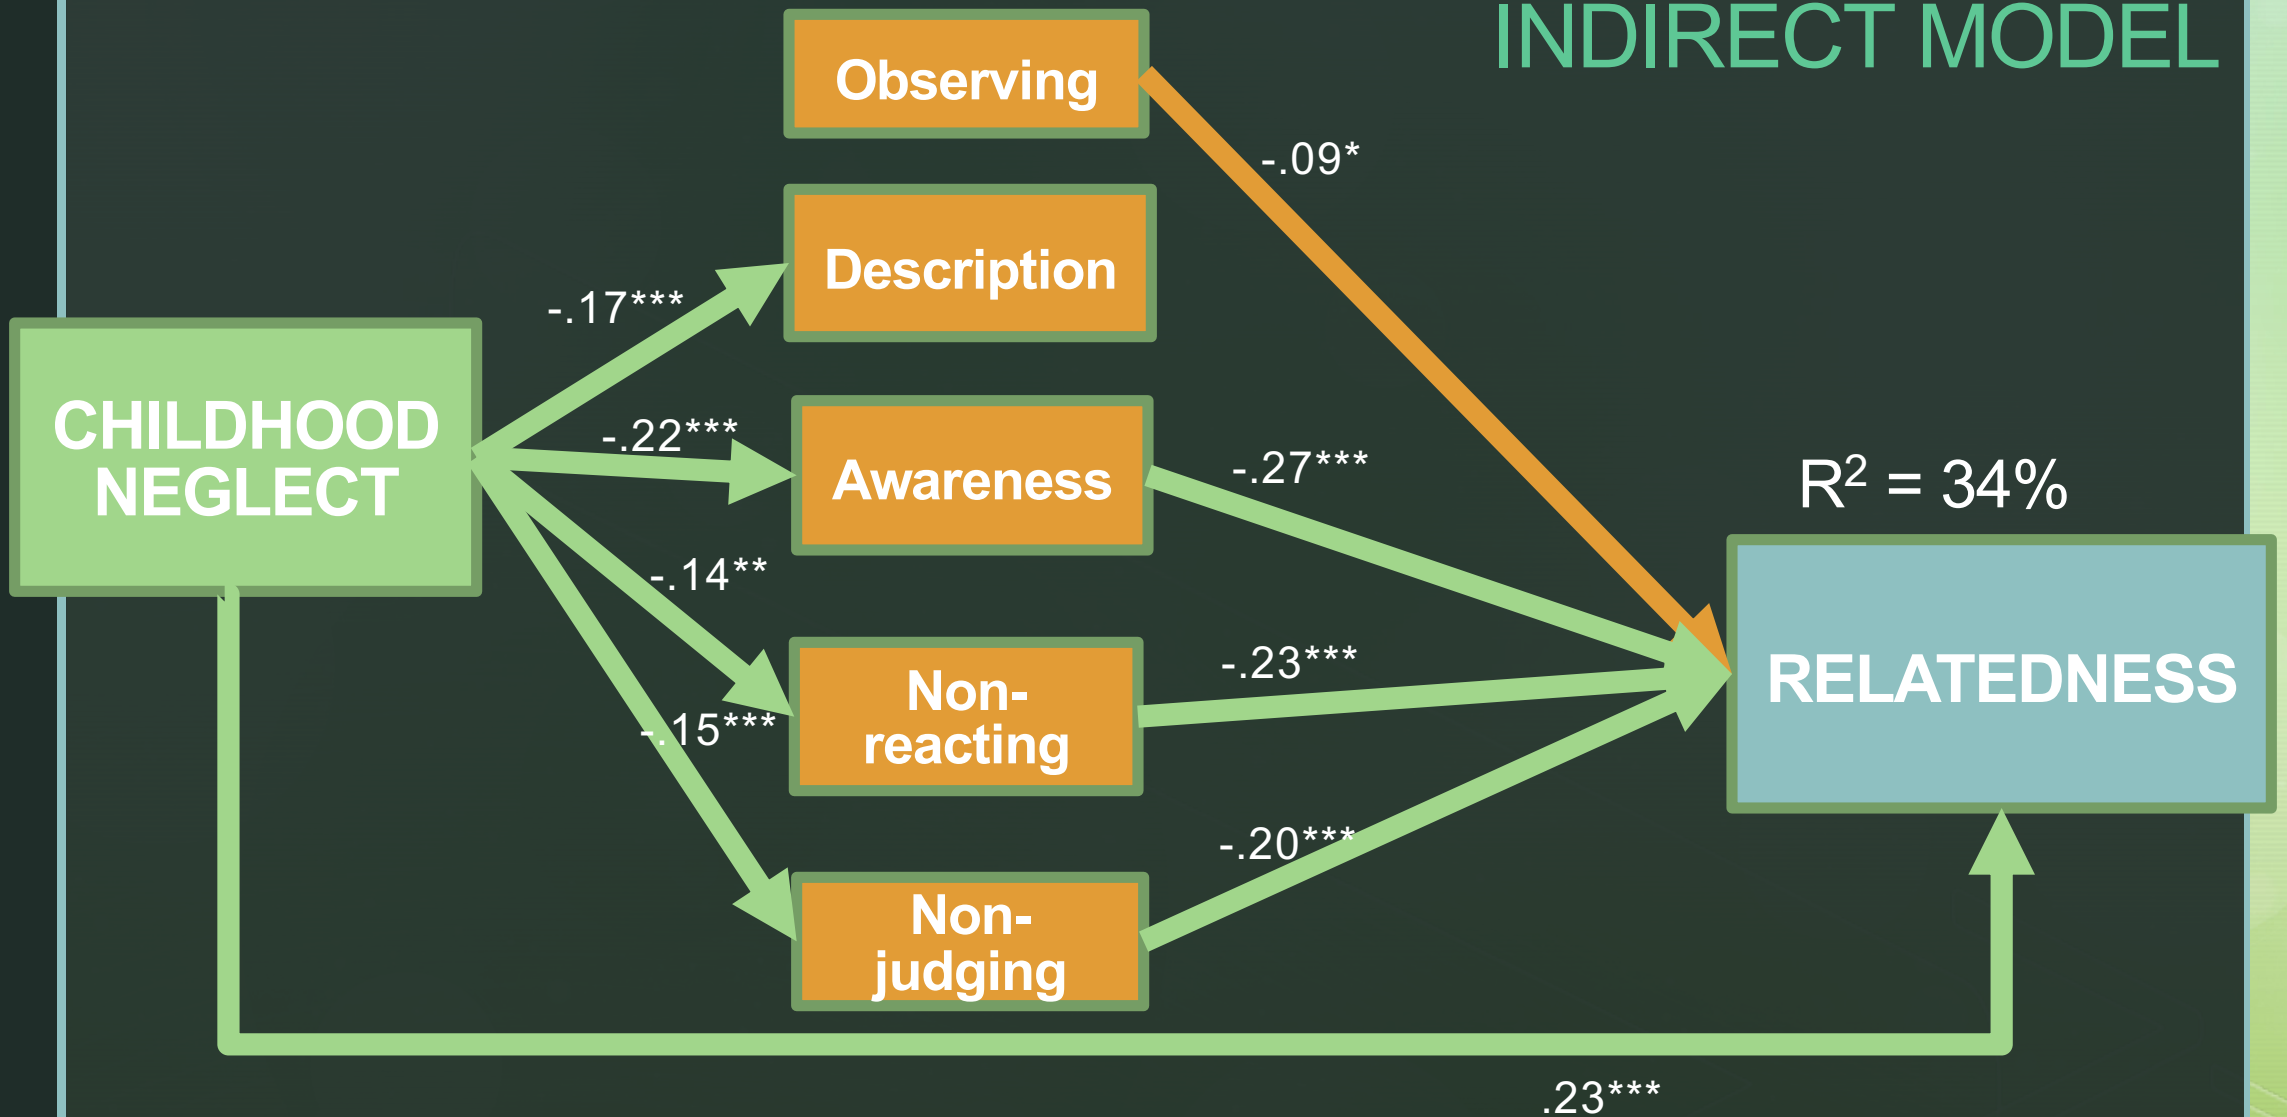 INDIRECT MODEL
Observing
-.09*
Description
-.17***
CHILDHOOD
NEGLECT
-.22***
Awareness
-.27***
R² = 34%
-.14**
Non-
reacting
-.23***
RELATEDNESS
-.15***
-.20***
Non-
judging
.23***